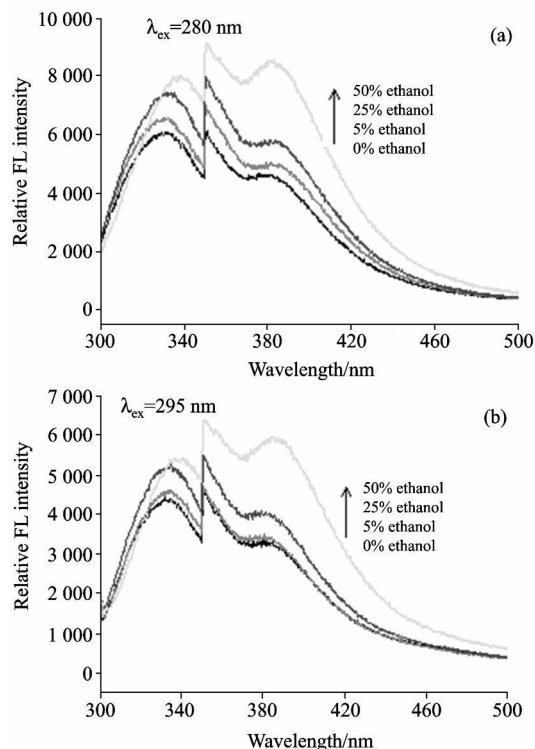 λex=280 nm
(a)
10 000
8 000
6 000
4 000
2 000
0
Relative FL intensity
50% ethanol
25% ethanol
5% ethanol
0% ethanol
300 340 380 420 460 500
Wavelength/nm
λex=295 nm
(b)
7 000
6 000
5 000
4 000
3 000
2 000
1 000
0
Relative FL intensity
50% ethanol
25% ethanol
5% ethanol
0% ethanol
300 340 380 420 460 500
Wavelength/nm